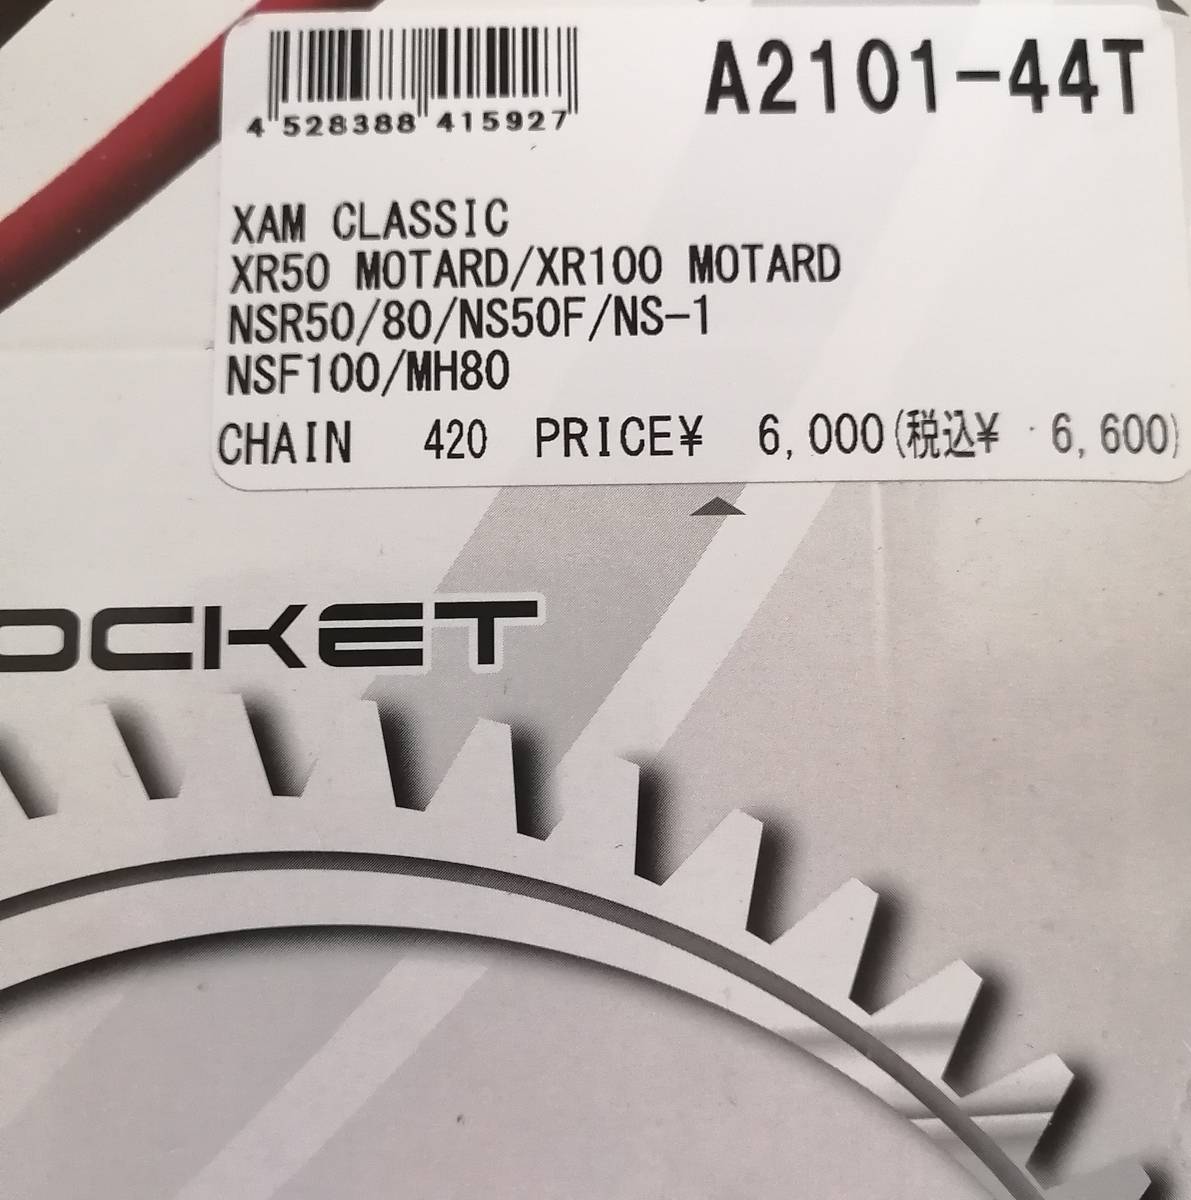 A2101-44T
4 528388 415927
XAM CLASSIC
XR50 MOTARD/XR100 MOTARD
NSR50/80/NS50F/NS-1
NSF100/MH80
CHAIN 420 PRICE¥ 6,000(税込¥ 6,600)
OCKET